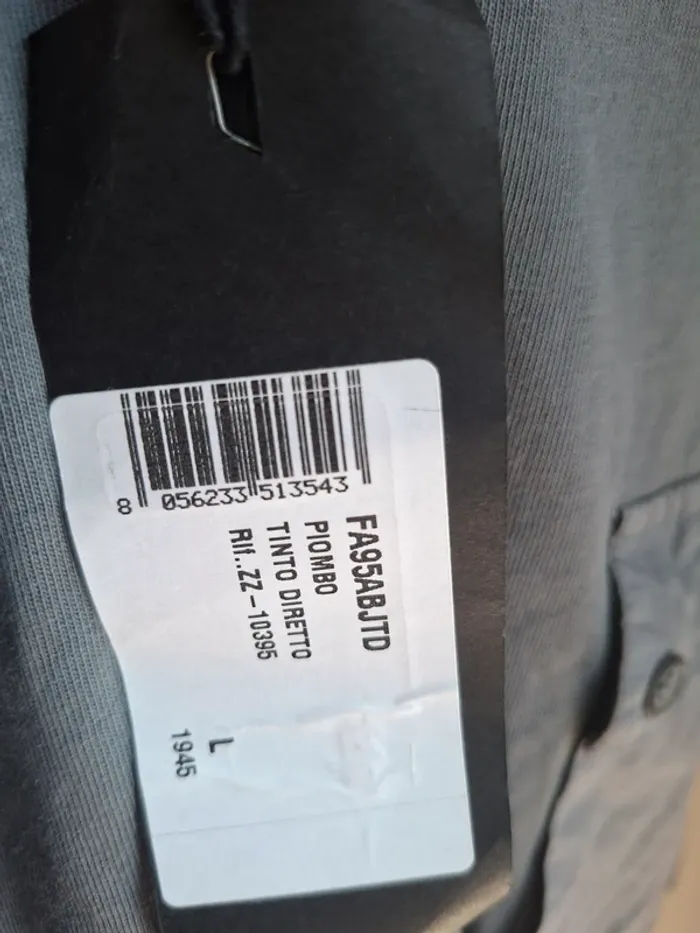 8 056233 513543
FA95ABJTD
PIOMBO
TINTO DIRETTO
Rif..ZZ-10395
L
1945